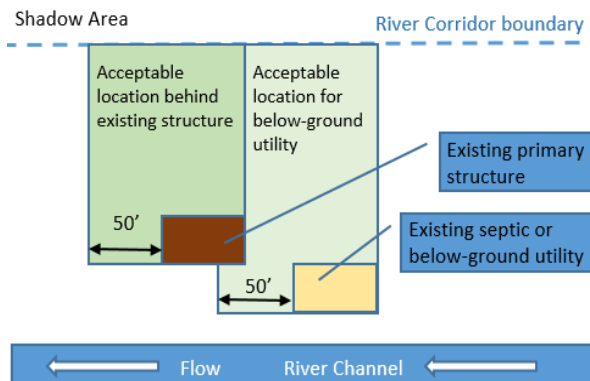 Shadow Area
River Corridor boundary
Acceptable
location behind
existing structure
Acceptable
location for
below-ground
utility
Existing primary
structure
50’
Existing septic or
below-ground utility
50’
Flow
River Channel